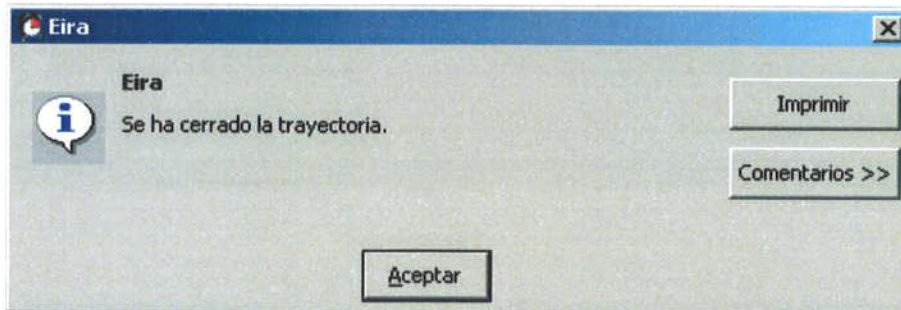 Eira
Eira
Se ha cerrado la trayectoria.
Imprimir
Comentarios >>
Aceptar